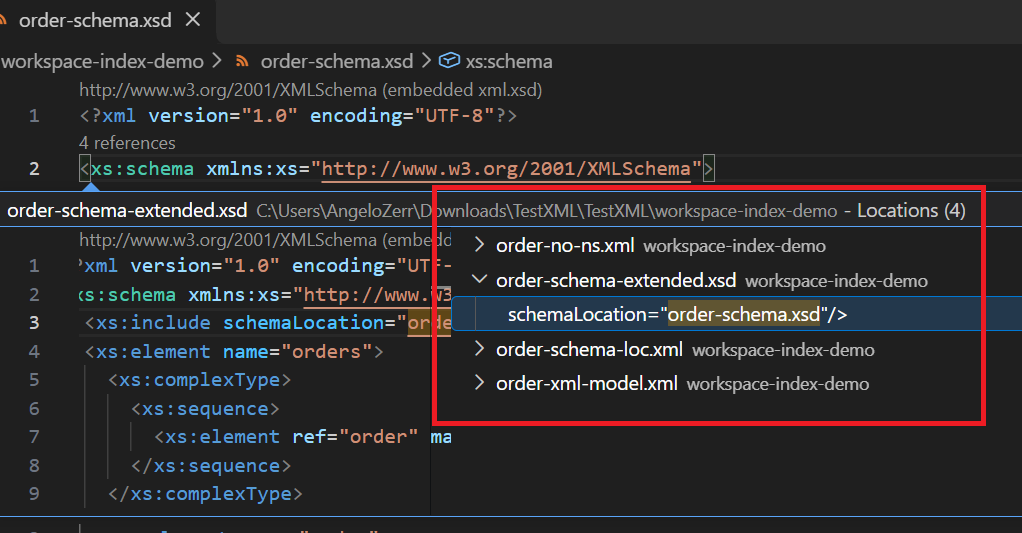 order-schema.xsd
workspace-index-demo > order-schema.xsd > xs:schema
http://www.w3.org/2001/XMLSchema (embedded xml.xsd)
1 <?xml version="1.0" encoding="UTF-8"?>
4 references
2 <xs:schema xmlns:xs="http://www.w3.org/2001/XMLSchema">
order-schema-extended.xsd C:\Users\AngeloZerr\Downloads\TestXML\TestXML\workspace-index-demo - Locations (4)
http://www.w3.org/2001/XMLSchema (embedd
1 ?xml version="1.0" encoding="UTF-
2 xs:schema xmlns:xs="http://www.w3
3 <xs:include schemaLocation="orde
4 <xs:element name="orders">
5 <xs:complexType>
6 <xs:sequence>
7 <xs:element ref="order" ma
8 </xs:sequence>
9 </xs:complexType>
order-no-ns.xml workspace-index-demo
order-schema-extended.xsd workspace-index-demo
schemaLocation="order-schema.xsd"/>
order-schema-loc.xml workspace-index-demo
order-xml-model.xml workspace-index-demo